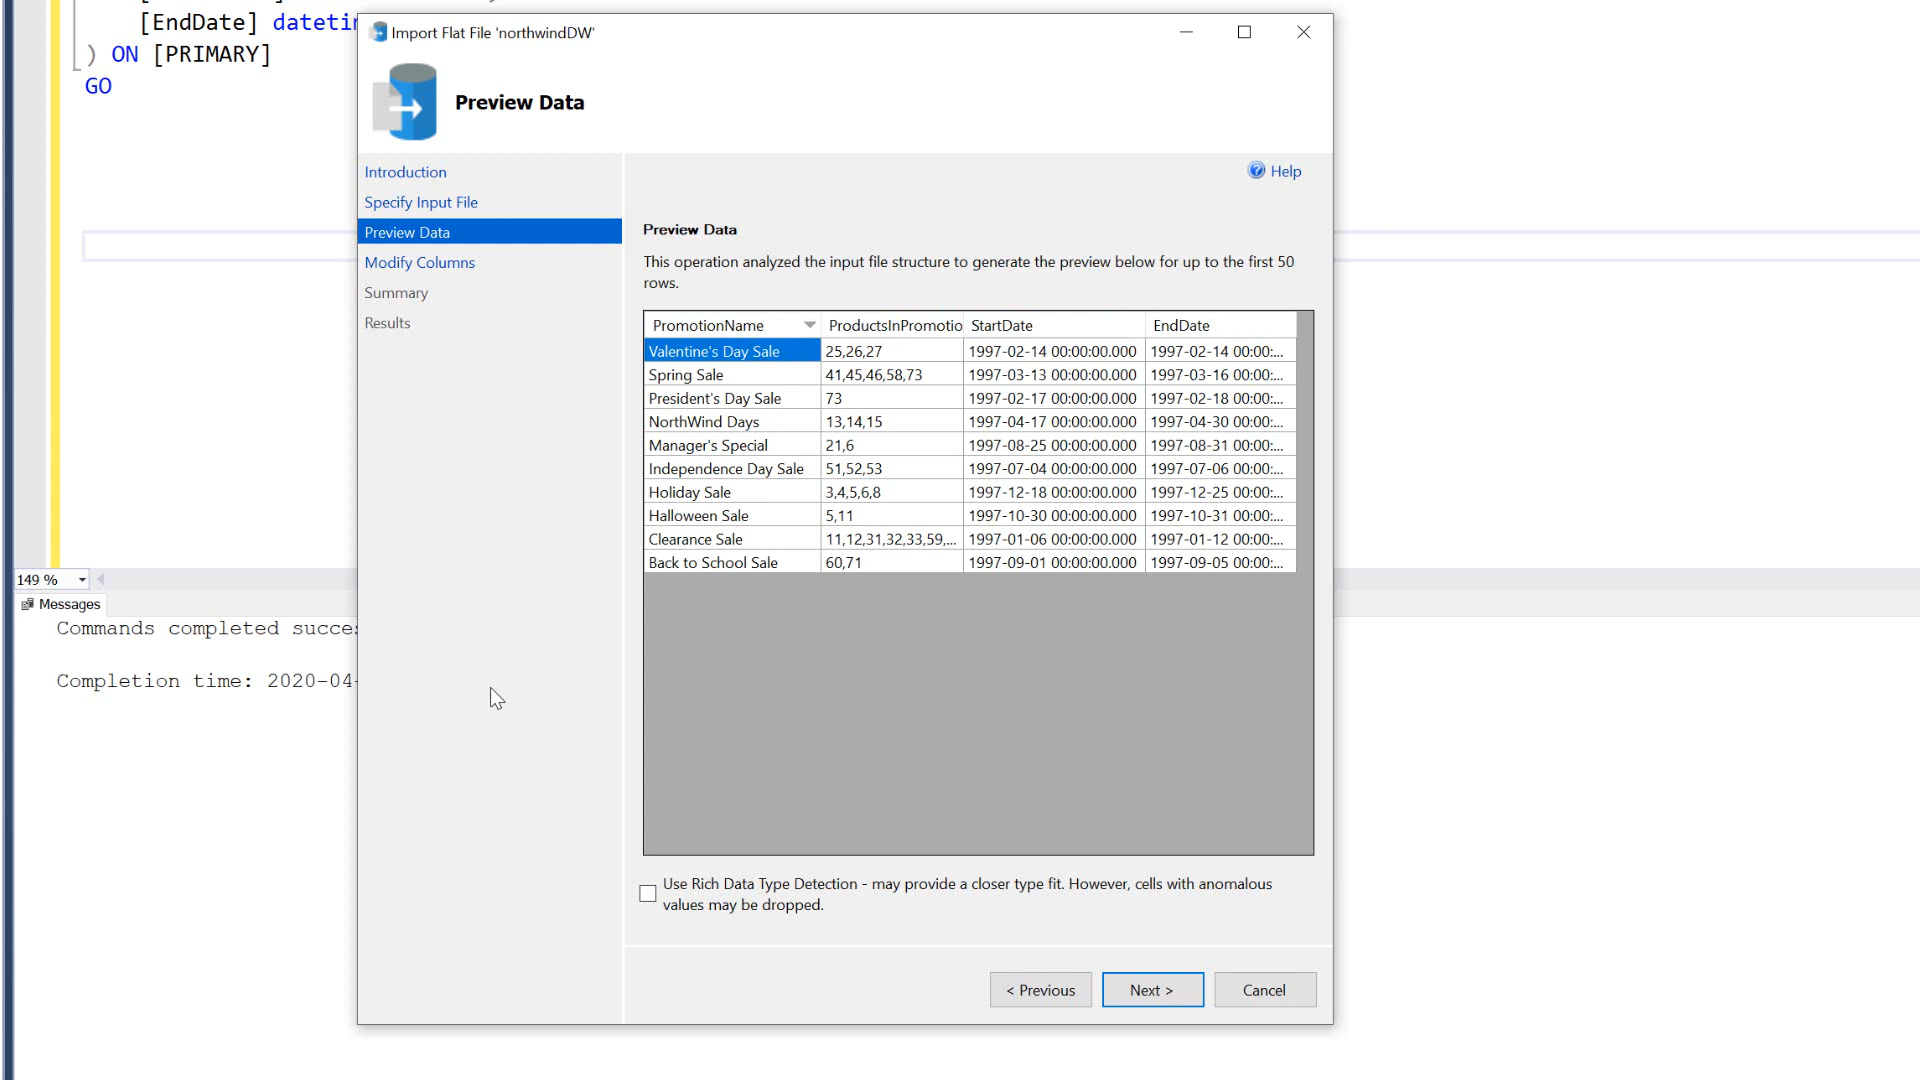 [EndDate] datetin
) ON [PRIMARY]
GO
Import Flat File 'northwindDW'
Preview Data
Introduction
Specify Input File
Preview Data
Modify Columns
Summary
Results
Help
Preview Data
This operation analyzed the input file structure to generate the preview below for up to the first 50
rows.
PromotionName ProductsInPromotio StartDate EndDate
Valentine's Day Sale 25,26,27 1997-02-14 00:00:00.000 1997-02-14 00:00:...
Spring Sale 41,45,46,58,73 1997-03-13 00:00:00.000 1997-03-16 00:00:...
President's Day Sale 73 1997-02-17 00:00:00.000 1997-02-18 00:00:...
NorthWind Days 13,14,15 1997-04-17 00:00:00.000 1997-04-30 00:00:...
Manager's Special 21,6 1997-08-25 00:00:00.000 1997-08-31 00:00:...
Independence Day Sale 51,52,53 1997-07-04 00:00:00.000 1997-07-06 00:00:...
Holiday Sale 3,4,5,6,8 1997-12-18 00:00:00.000 1997-12-25 00:00:...
Halloween Sale 5,11 1997-10-30 00:00:00.000 1997-10-31 00:00:...
Clearance Sale 11,12,31,32,33,59,... 1997-01-06 00:00:00.000 1997-01-12 00:00:...
Back to School Sale 60,71 1997-09-01 00:00:00.000 1997-09-05 00:00:...
Use Rich Data Type Detection - may provide a closer type fit. However, cells with anomalous
values may be dropped.
< Previous Next > Cancel
149 %
Messages
Commands completed succes
Completion time: 2020-04-